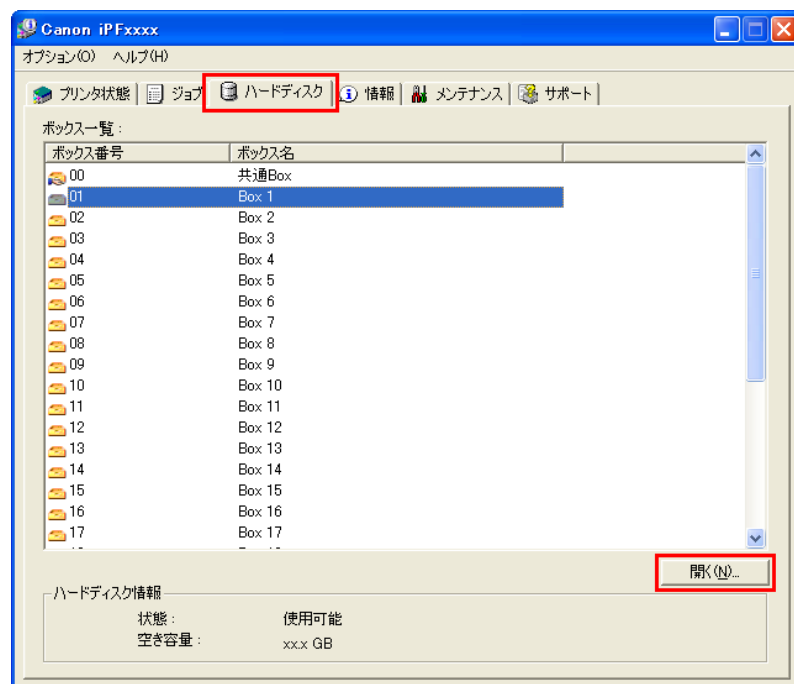 Canon iPFxxxx
オプション(O) ヘルプ(H)
プリンタ状態 ジョブ ハードディスク 情報 メンテナンス サポート
ボックス一覧 :
ボックス番号 ボックス名
00 共通Box
01 Box 1
02 Box 2
03 Box 3
04 Box 4
05 Box 5
06 Box 6
07 Box 7
08 Box 8
09 Box 9
10 Box 10
11 Box 11
12 Box 12
13 Box 13
14 Box 14
15 Box 15
16 Box 16
17 Box 17
開く(N)...
ハードディスク情報
状態 : 使用可能
空き容量 : xx.x GB